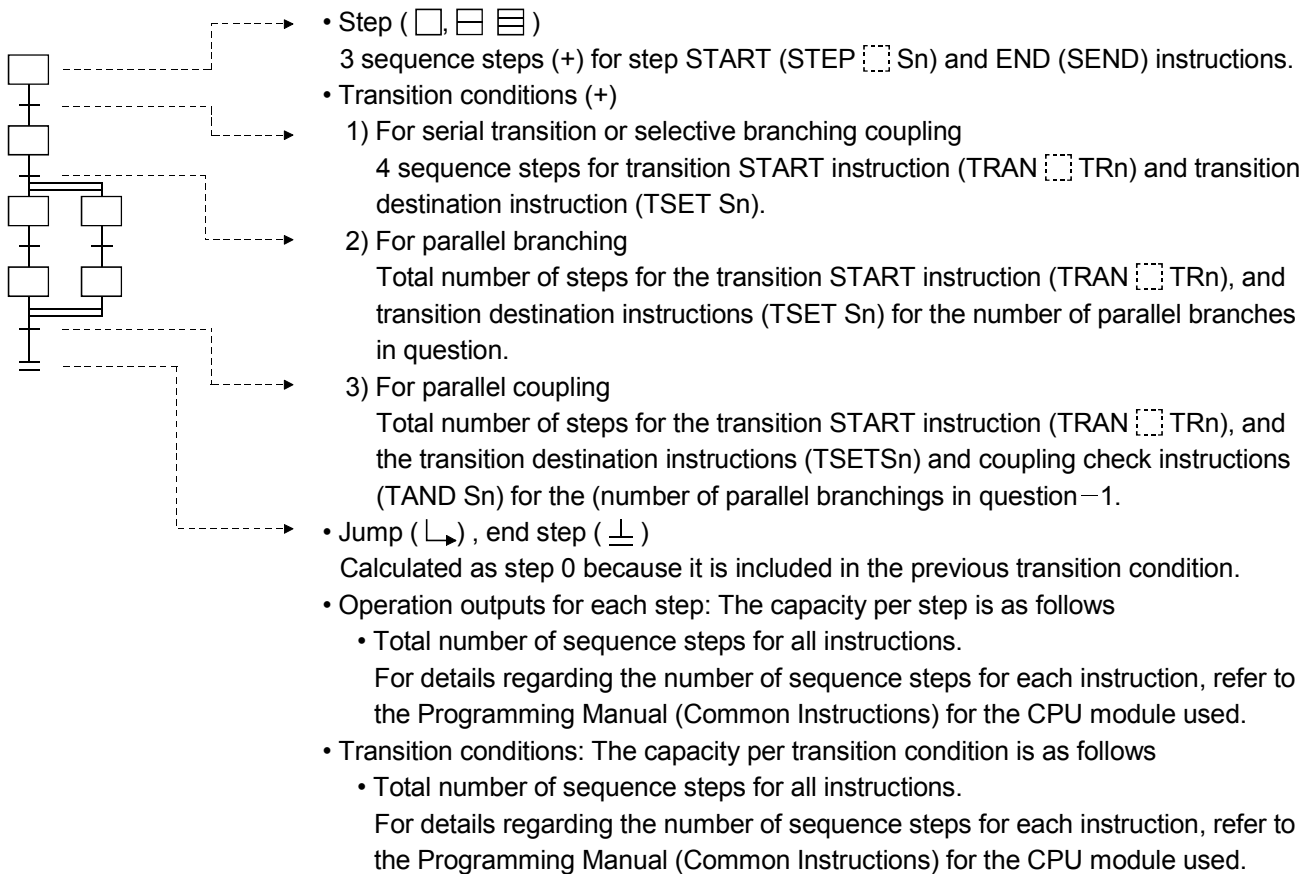 • Step ( □, 日 目 )
3 sequence steps (+) for step START (STEP ⬚ Sn) and END (SEND) instructions.
• Transition conditions (+)
1) For serial transition or selective branching coupling
4 sequence steps for transition START instruction (TRAN ⬚ TRn) and transition
destination instruction (TSET Sn).
2) For parallel branching
Total number of steps for the transition START instruction (TRAN ⬚ TRn), and
transition destination instructions (TSET Sn) for the number of parallel branches
in question.
3) For parallel coupling
Total number of steps for the transition START instruction (TRAN ⬚ TRn), and
the transition destination instructions (TSETSn) and coupling check instructions
(TAND Sn) for the (number of parallel branchings in question－1.
• Jump ( ↳ ) , end step ( ⊥ )
Calculated as step 0 because it is included in the previous transition condition.
• Operation outputs for each step: The capacity per step is as follows
• Total number of sequence steps for all instructions.
For details regarding the number of sequence steps for each instruction, refer to
the Programming Manual (Common Instructions) for the CPU module used.
• Transition conditions: The capacity per transition condition is as follows
• Total number of sequence steps for all instructions.
For details regarding the number of sequence steps for each instruction, refer to
the Programming Manual (Common Instructions) for the CPU module used.